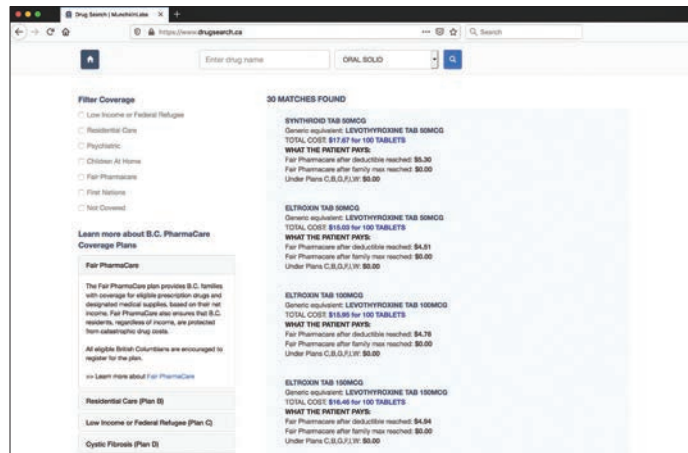 Drug Search | MunchkinLabs
https://www.drugsearch.ca
Search
Enter drug name
ORAL SOLID
Filter Coverage
Low Income or Federal Refugee
Residential Care
Psychiatric
Children At Home
Fair Pharmacare
First Nations
Not Covered
Learn more about B.C. PharmaCare
Coverage Plans
Fair PharmaCare
The Fair PharmaCare plan provides B.C. families
with coverage for eligible prescription drugs and
designated medical supplies, based on their net
income. Fair PharmaCare also ensures that B.C.
residents, regardless of income, are protected
from catastrophic drug costs.
All eligible British Columbians are encouraged to
register for the plan.
>> Learn more about Fair PharmaCare
Residential Care (Plan B)
Low Income or Federal Refugee (Plan C)
Cystic Fibrosis (Plan D)
30 MATCHES FOUND
SYNTHROID TAB 50MCG
Generic equivalent: LEVOTHYROXINE TAB 50MCG
TOTAL COST: $17.67 for 100 TABLETS
WHAT THE PATIENT PAYS:
Fair Pharmacare after deductible reached: $5.30
Fair Pharmacare after family max reached: $0.00
Under Plans C,B,G,F,I,W: $0.00
ELTROXIN TAB 50MCG
Generic equivalent: LEVOTHYROXINE TAB 50MCG
TOTAL COST: $15.03 for 100 TABLETS
WHAT THE PATIENT PAYS:
Fair Pharmacare after deductible reached: $4.51
Fair Pharmacare after family max reached: $0.00
Under Plans C,B,G,F,I,W: $0.00
ELTROXIN TAB 100MCG
Generic equivalent: LEVOTHYROXINE TAB 100MCG
TOTAL COST: $15.95 for 100 TABLETS
WHAT THE PATIENT PAYS:
Fair Pharmacare after deductible reached: $4.78
Fair Pharmacare after family max reached: $0.00
Under Plans C,B,G,F,I,W: $0.00
ELTROXIN TAB 150MCG
Generic equivalent: LEVOTHYROXINE TAB 150MCG
TOTAL COST: $16.46 for 100 TABLETS
WHAT THE PATIENT PAYS:
Fair Pharmacare after deductible reached: $4.94
Fair Pharmacare after family max reached: $0.00
Under Plans C,B,G,F,I,W: $0.00